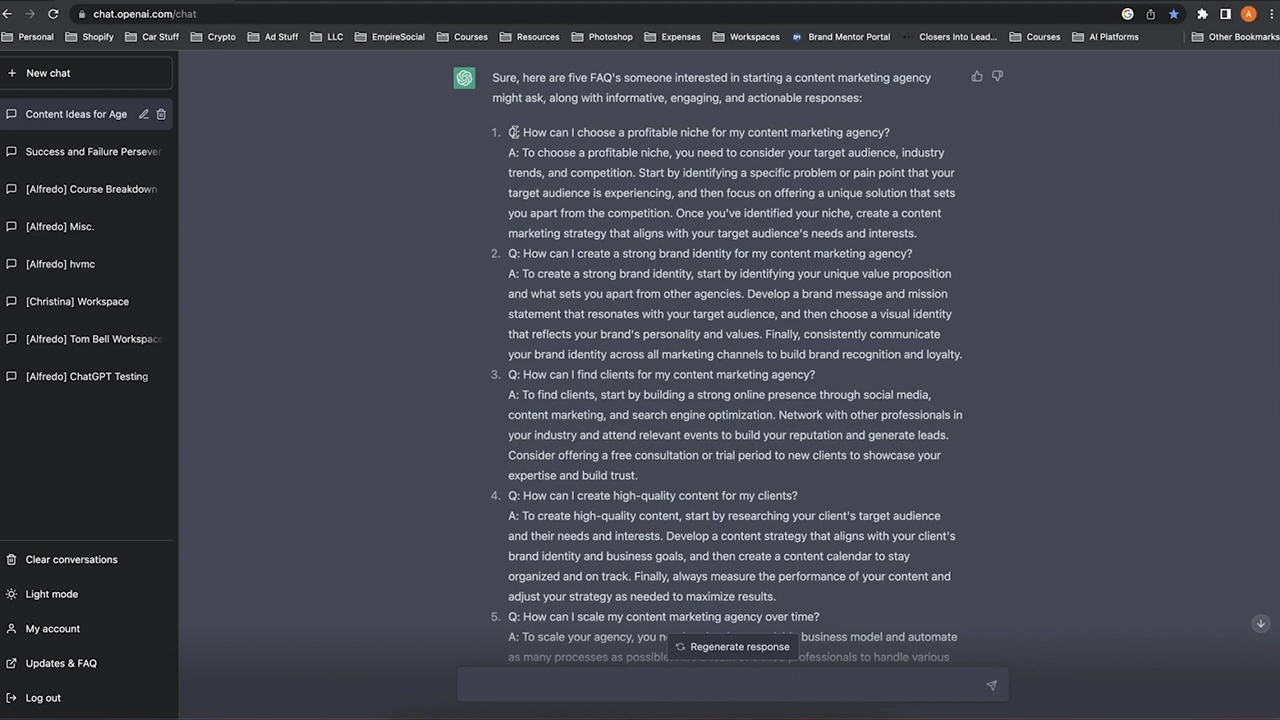 chat.openai.com/chat
Personal Shopify Car Stuff Crypto Ad Stuff LLC EmpireSocial Courses Resources Photoshop Expenses Workspaces Brand Mentor Portal Closers Into Lead... Courses AI Platforms Other Bookmarks
New chat
Content Ideas for Age
Success and Failure Persever
[Alfredo] Course Breakdown
[Alfredo] Misc.
[Alfredo] hvmc
[Christina] Workspace
[Alfredo] Tom Bell Workspace
[Alfredo] ChatGPT Testing
Clear conversations
Light mode
My account
Updates & FAQ
Log out
Sure, here are five FAQ's someone interested in starting a content marketing agency
might ask, along with informative, engaging, and actionable responses:
1. Q: How can I choose a profitable niche for my content marketing agency?
A: To choose a profitable niche, you need to consider your target audience, industry
trends, and competition. Start by identifying a specific problem or pain point that your
target audience is experiencing, and then focus on offering a unique solution that sets
you apart from the competition. Once you've identified your niche, create a content
marketing strategy that aligns with your target audience's needs and interests.
2. Q: How can I create a strong brand identity for my content marketing agency?
A: To create a strong brand identity, start by identifying your unique value proposition
and what sets you apart from other agencies. Develop a brand message and mission
statement that resonates with your target audience, and then choose a visual identity
that reflects your brand's personality and values. Finally, consistently communicate
your brand identity across all marketing channels to build brand recognition and loyalty.
3. Q: How can I find clients for my content marketing agency?
A: To find clients, start by building a strong online presence through social media,
content marketing, and search engine optimization. Network with other professionals in
your industry and attend relevant events to build your reputation and generate leads.
Consider offering a free consultation or trial period to new clients to showcase your
expertise and build trust.
4. Q: How can I create high-quality content for my clients?
A: To create high-quality content, start by researching your client's target audience
and their needs and interests. Develop a content strategy that aligns with your client's
brand identity and business goals, and then create a content calendar to stay
organized and on track. Finally, always measure the performance of your content and
adjust your strategy as needed to maximize results.
5. Q: How can I scale my content marketing agency over time?
A: To scale your agency, you business model and automate
as many processes as possible professionals to handle various
Regenerate response